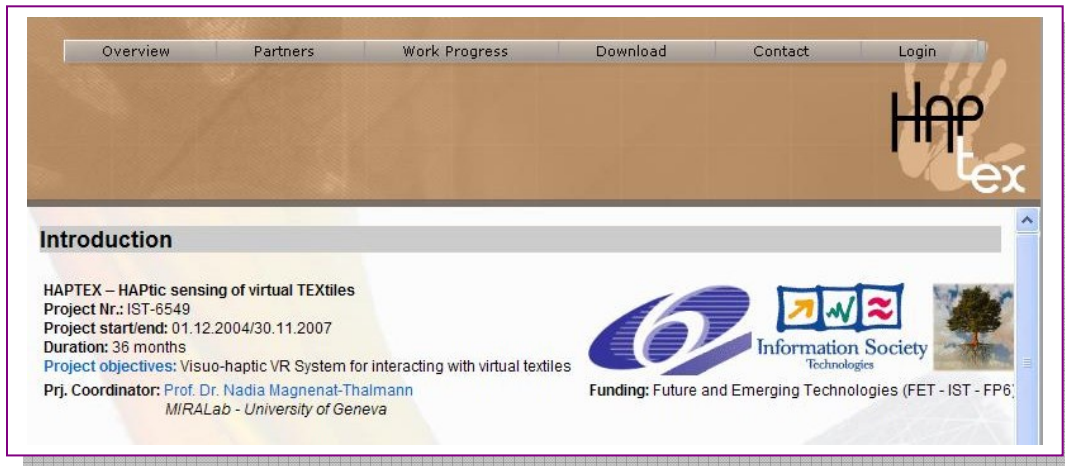 Overview Partners Work Progress Download Contact Login
HAP
tex
Introduction
HAPTEX – HAPtic sensing of virtual TEXtiles
Project Nr.: IST-6549
Project start/end: 01.12.2004/30.11.2007
Duration: 36 months
Project objectives: Visuo-haptic VR System for interacting with virtual textiles
Prj. Coordinator: Prof. Dr. Nadia Magnenat-Thalmann
MIRALab - University of Geneva
6
Information Society
Technologies
Funding: Future and Emerging Technologies (FET - IST - FP6)